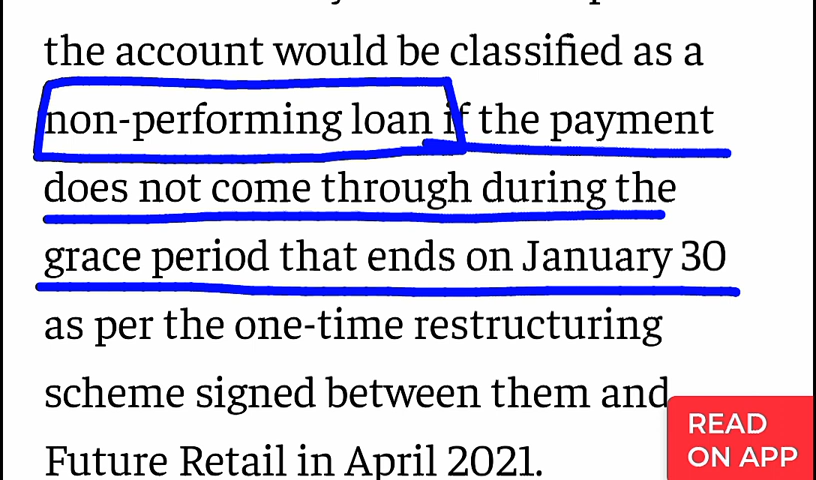 the account would be classified as a
non-performing loan if the payment
does not come through during the
grace period that ends on January 30
as per the one-time restructuring
scheme signed between them and
Future Retail in April 2021.
READ
ON APP